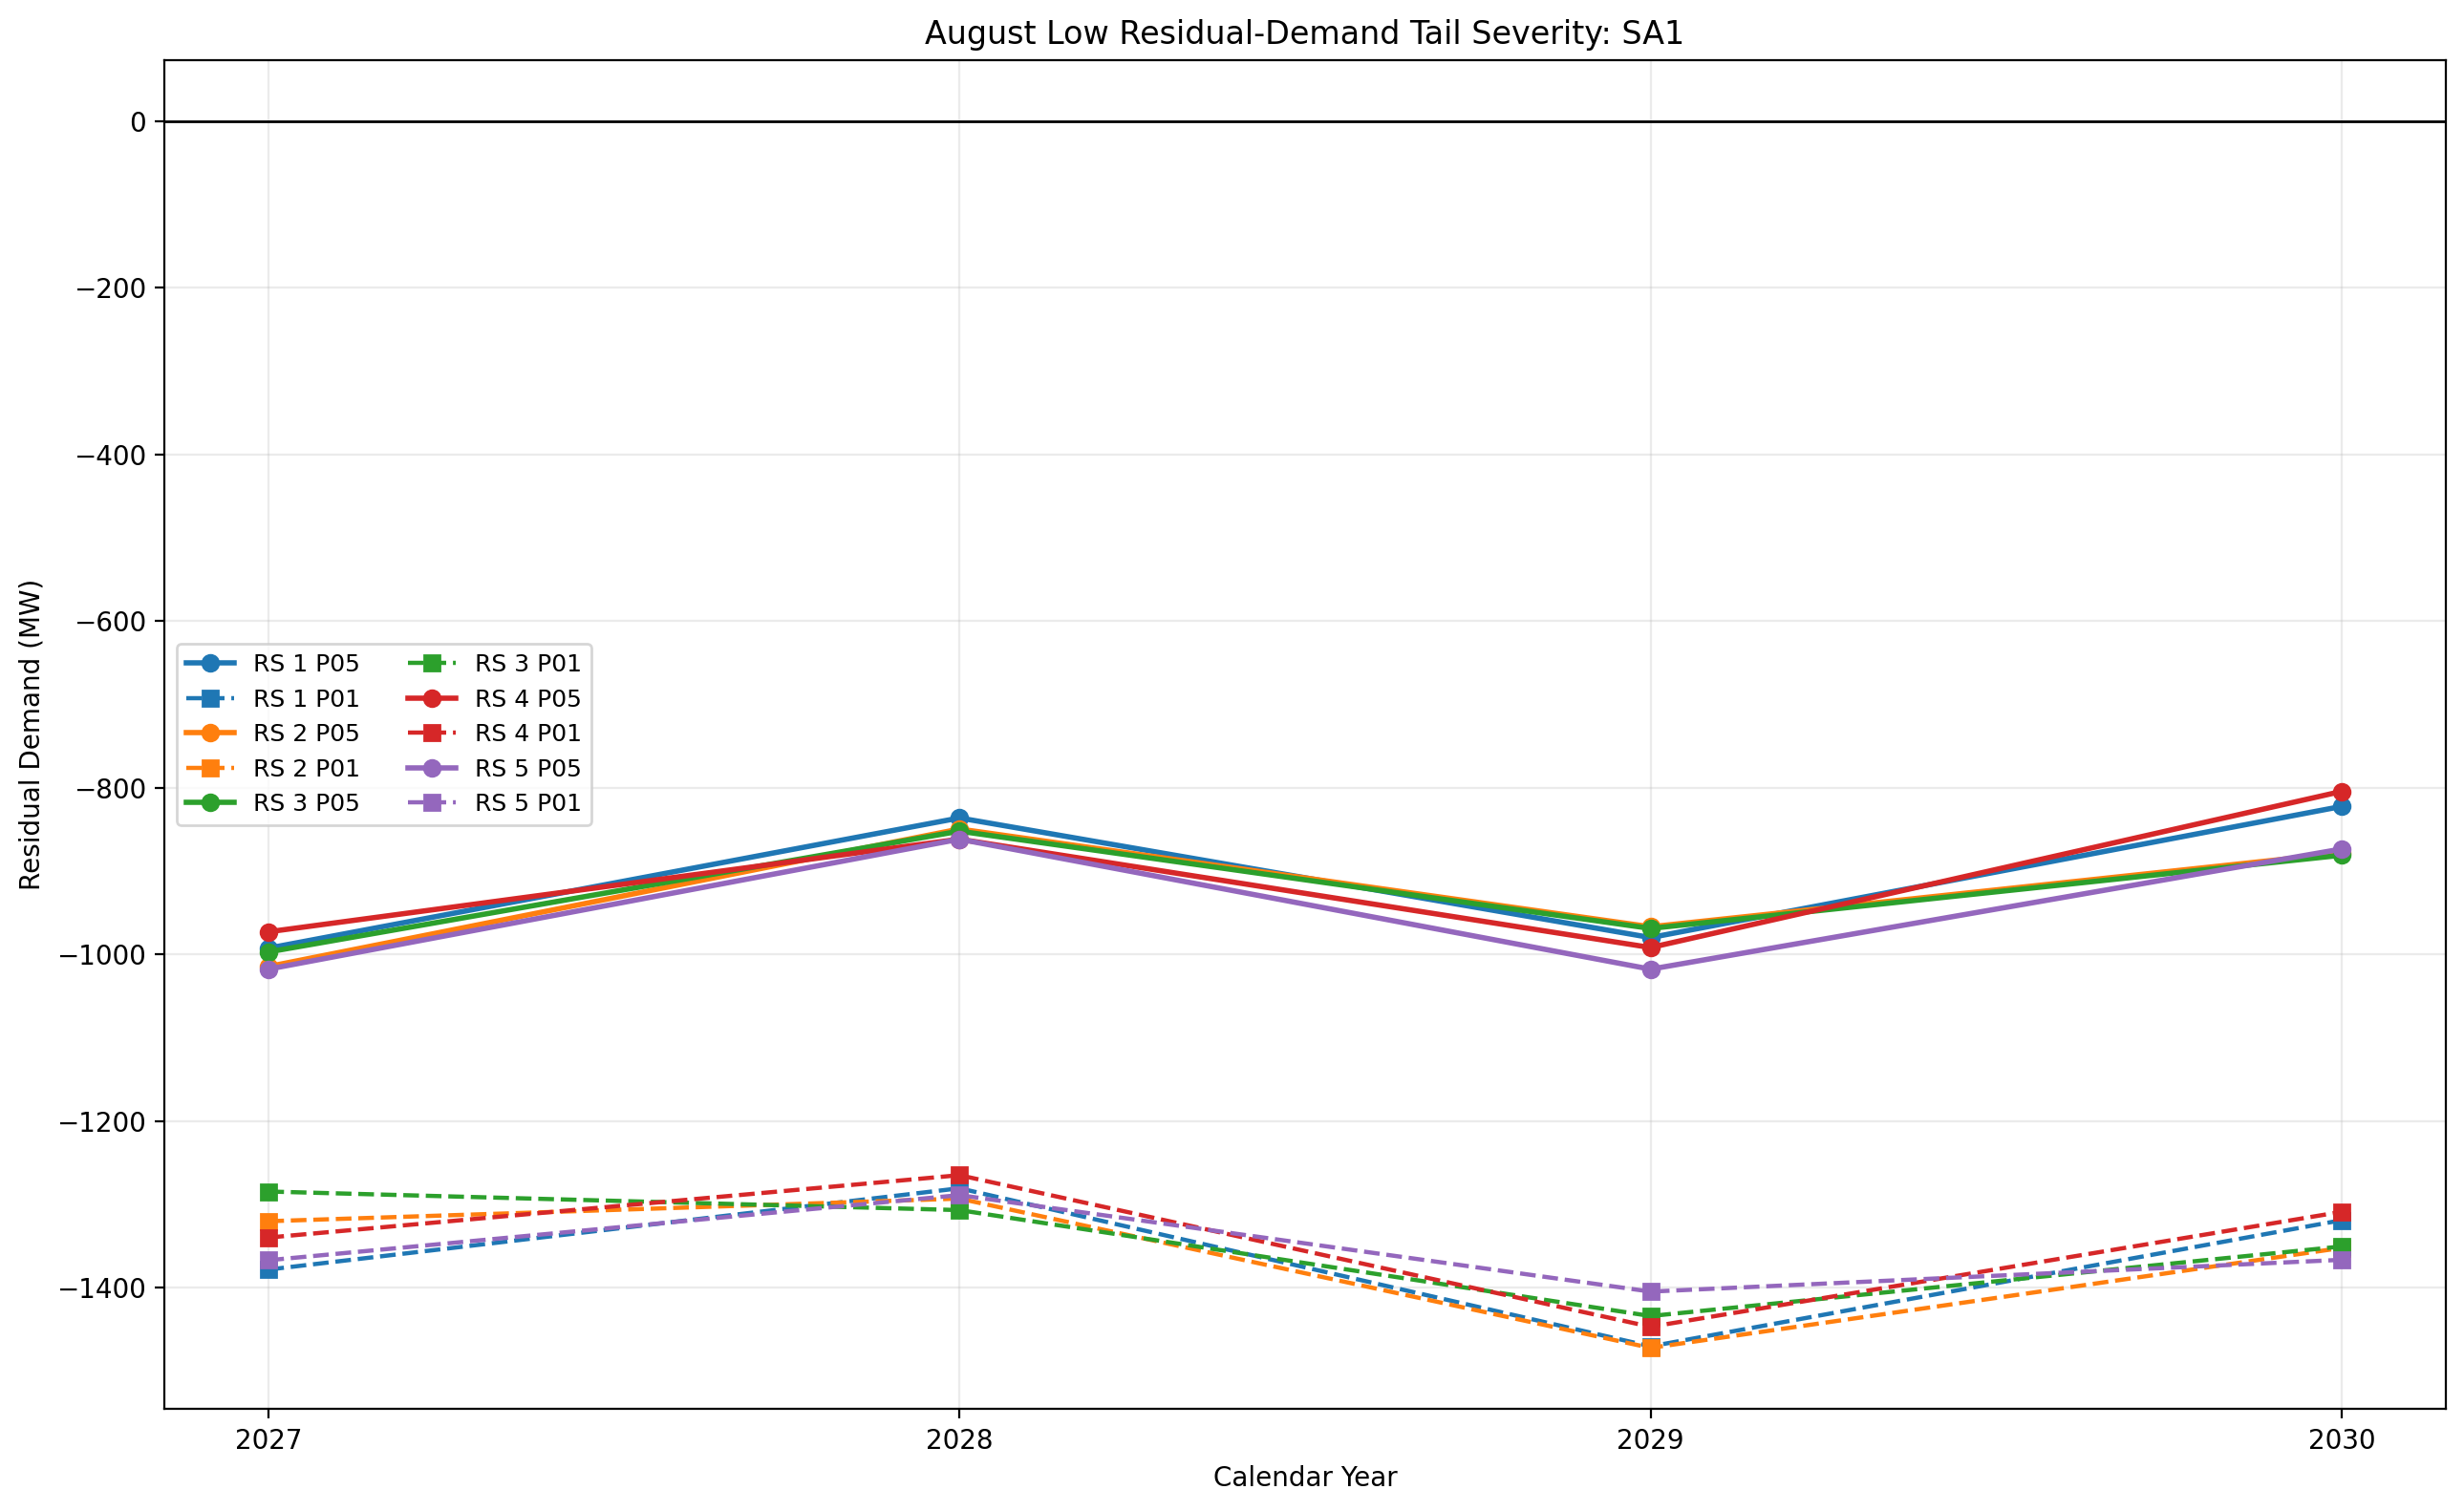 August Low Residual-Demand Tail Severity: SA1
Residual Demand (MW)
0
−200
−400
−600
−800
−1000
−1200
−1400
RS 1 P05
RS 1 P01
RS 2 P05
RS 2 P01
RS 3 P05
RS 3 P01
RS 4 P05
RS 4 P01
RS 5 P05
RS 5 P01
2027
2028
2029
2030
Calendar Year